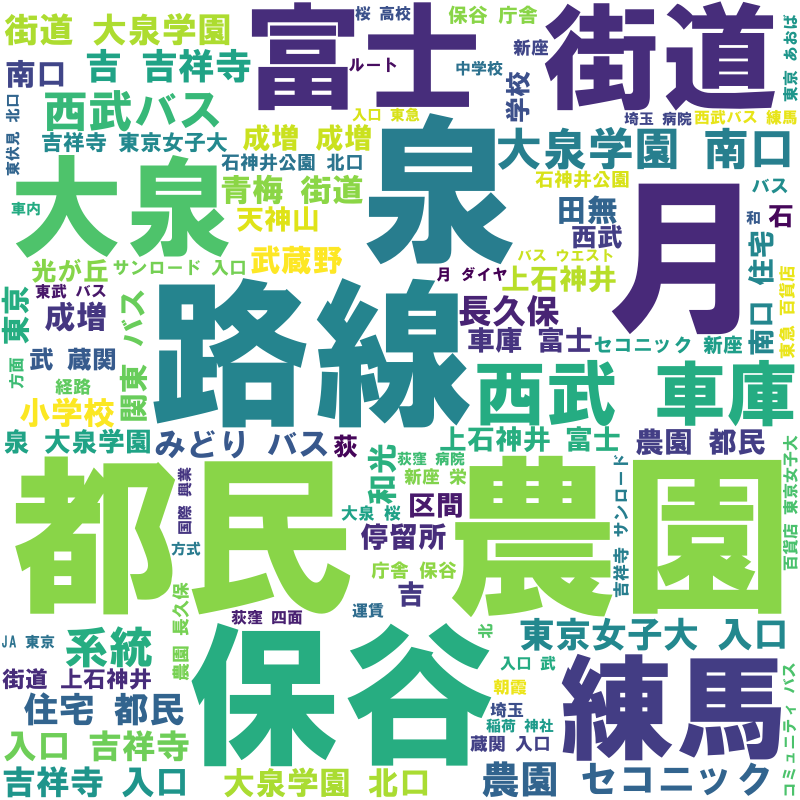 街道 大泉学園
富士
桜 高校
保谷 庁舎
街道
東京 あおば
南口
吉 吉祥寺
ルート
中学校
新座
学校
東伏見 北口
西武バス
入口 東急
埼玉 病院
西武バス 練馬
吉祥寺 東京女子大
成増 成増
泉
大泉学園 南口
大泉
石神井公園 北口
青梅 街道
石神井公園
バス
月
車内
天神山
田無
和
石
西武
住宅
光が丘
サンロード 入口
武蔵野
バス ウエスト
月 ダイヤ
上石神井
東急 百貨店
東京
東武 バス
成増
路線
長久保
南口
方面
武 蔵関
関東 バス
車庫 富士
セコニック 新座
経路
小学校
西武 車庫
泉 大泉学園
みどり バス
荻
上石神井 富士
農園 都民
和光
荻窪 病院
新座 栄
都民
農園
国際 興業
大泉 桜
区間
吉祥寺 サンロード
百貨店 東京女子大
方式
停留所
庁舎 保谷
農園 長久保
吉
荻窪 四面
運賃
JA 東京
系統
保谷
北
東京女子大 入口
街道 上石神井
入口 武
練馬
朝霞
住宅 都民
埼玉
稲荷 神社
コミュニティ バス
入口 吉祥寺
蔵関 入口
吉祥寺 入口
大泉学園 北口
農園 セコニック